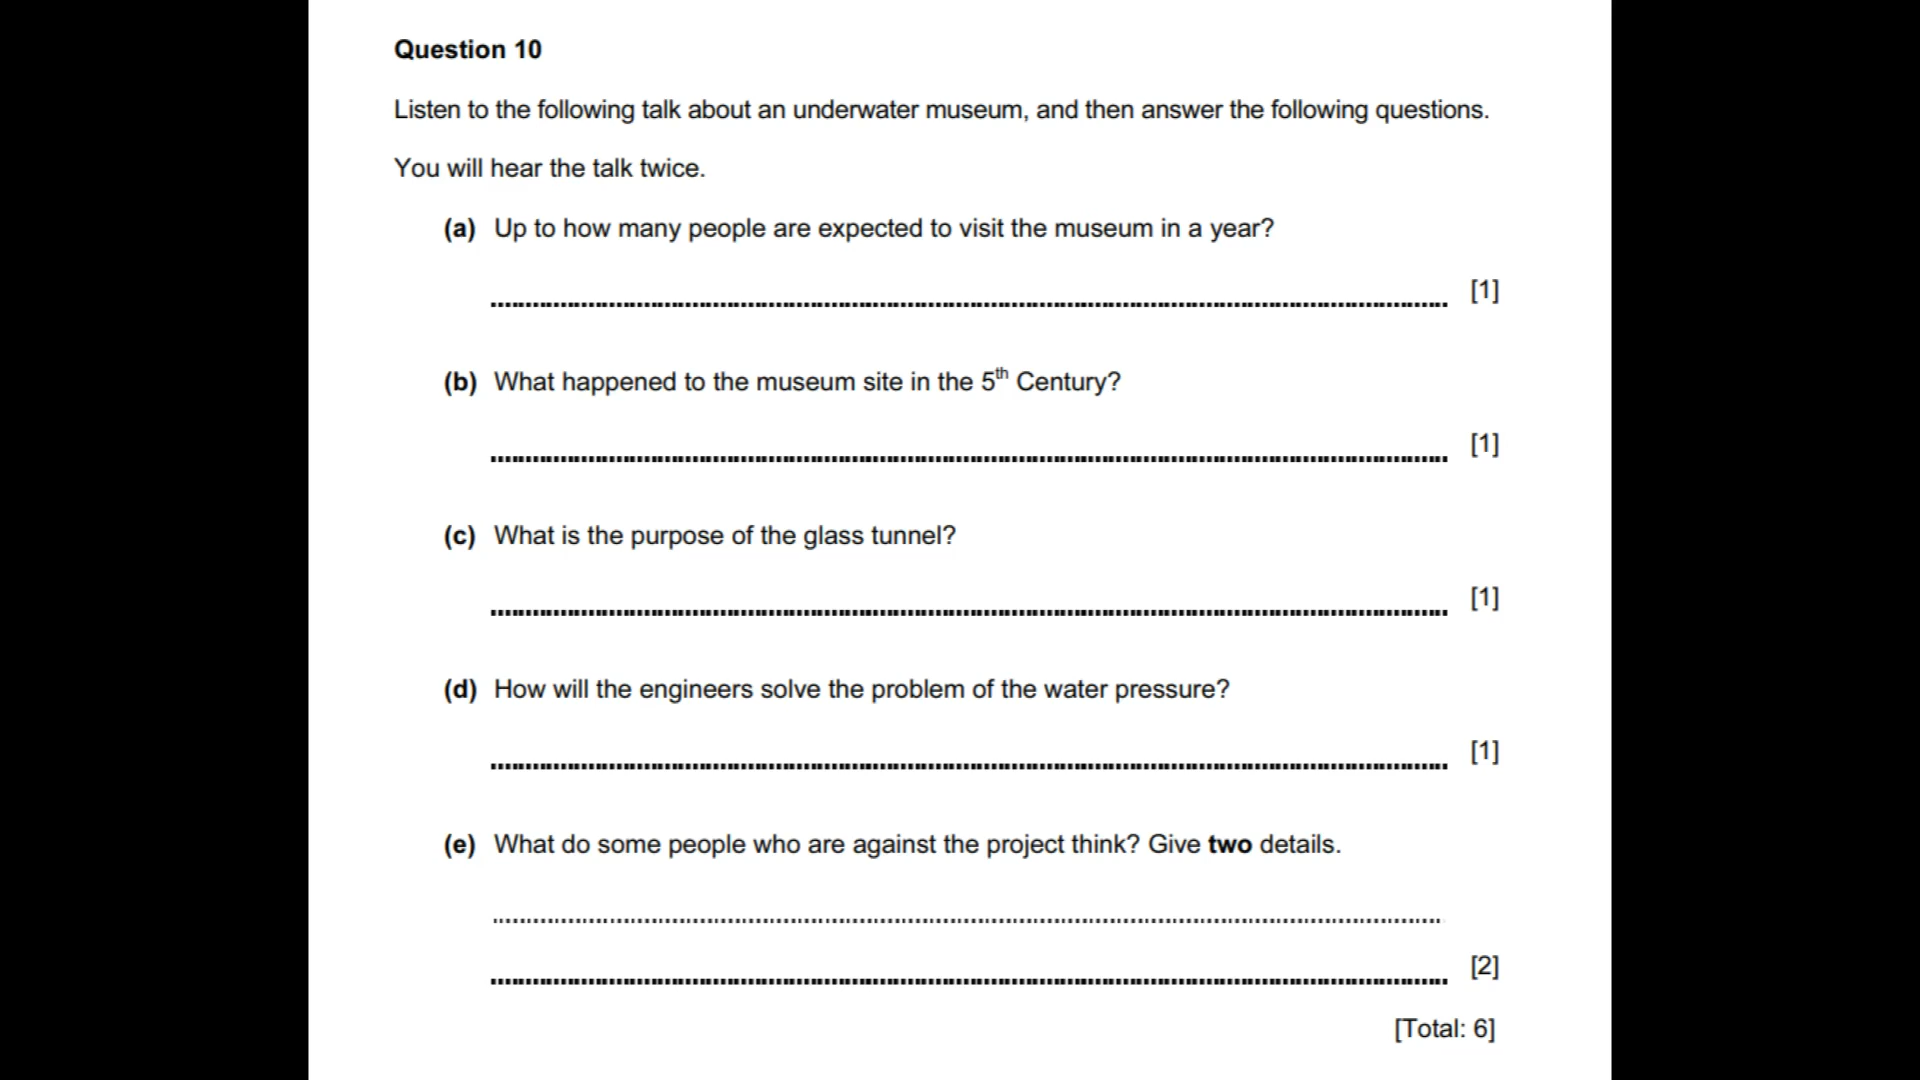 Question 10
Listen to the following talk about an underwater museum, and then answer the following questions.
You will hear the talk twice.
(a) Up to how many people are expected to visit the museum in a year?
[1]
(b) What happened to the museum site in the 5th Century?
[1]
(c) What is the purpose of the glass tunnel?
[1]
(d) How will the engineers solve the problem of the water pressure?
[1]
(e) What do some people who are against the project think? Give two details.
[2]
[Total: 6]